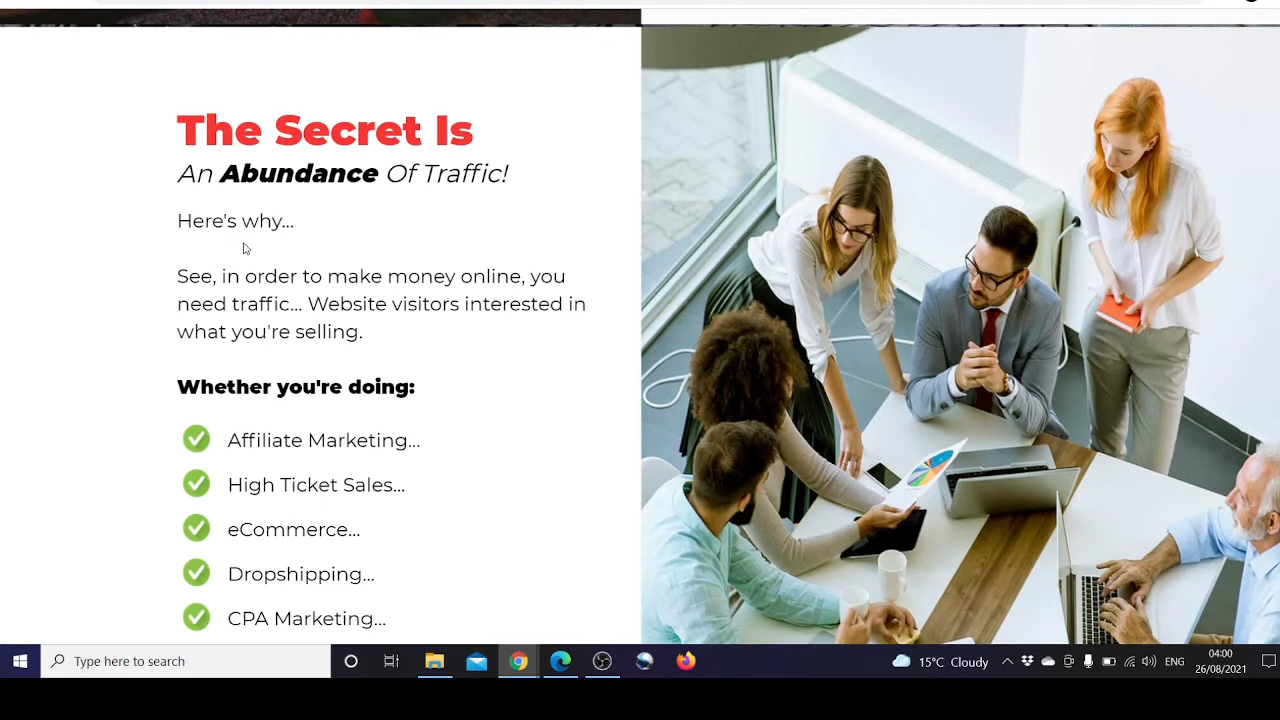 The Secret Is
An Abundance Of Traffic!
Here's why...
See, in order to make money online, you
need traffic... Website visitors interested in
what you're selling.
Whether you're doing:
Affiliate Marketing...
High Ticket Sales...
eCommerce...
Dropshipping...
CPA Marketing...
Type here to search
15°C Cloudy
ENG
04:00
26/08/2021